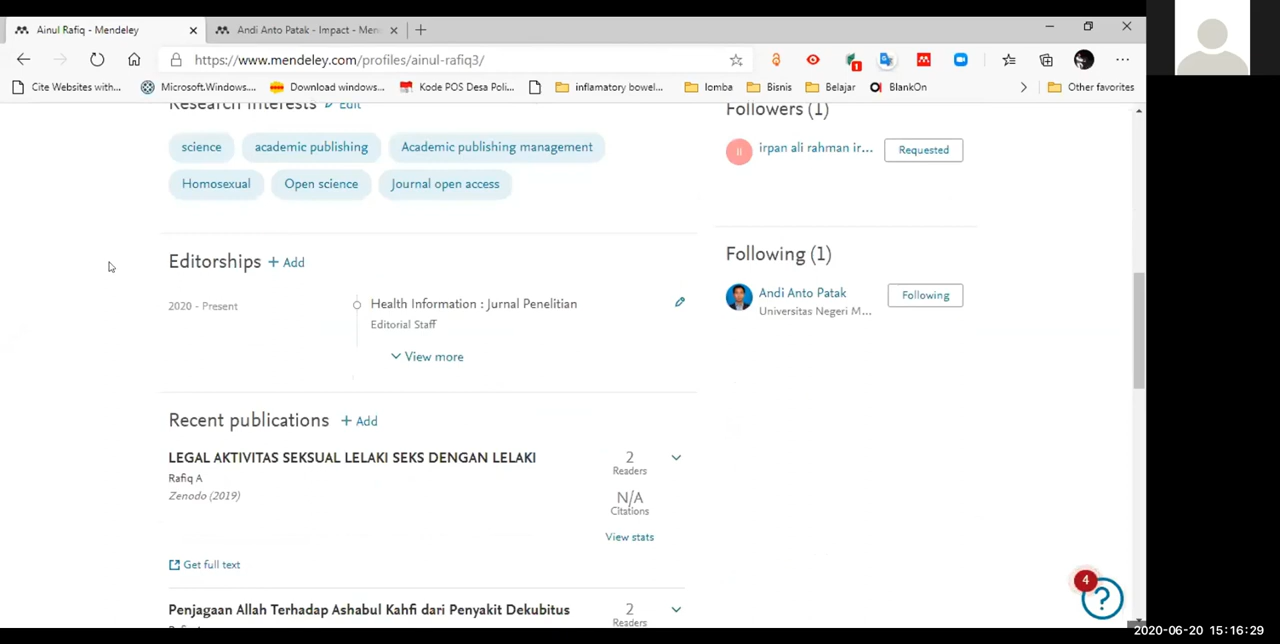 Ainul Rafiq - Mendeley
Andi Anto Patak - Impact - Men
https://www.mendeley.com/profiles/ainul-rafiq3/
1
Cite Websites with...
Microsoft.Windows...
Download windows...
Kode POS Desa Poli...
inflamatory bowel...
lomba
Bisnis
Belajar
BlankOn
Other favorites
Research Interests Edit
science
academic publishing
Academic publishing management
Homosexual
Open science
Journal open access
Followers (1)
II
irpan ali rahman ir...
Requested
Following (1)
Andi Anto Patak
Universitas Negeri M...
Following
Editorships + Add
2020 - Present
Health Information : Jurnal Penelitian
Editorial Staff
View more
Recent publications + Add
LEGAL AKTIVITAS SEKSUAL LELAKI SEKS DENGAN LELAKI
Rafiq A
Zenodo (2019)
2
Readers
N/A
Citations
View stats
Get full text
Penjagaan Allah Terhadap Ashabul Kahfi dari Penyakit Dekubitus
2
Readers
4
?
2020-06-20 15:16:29